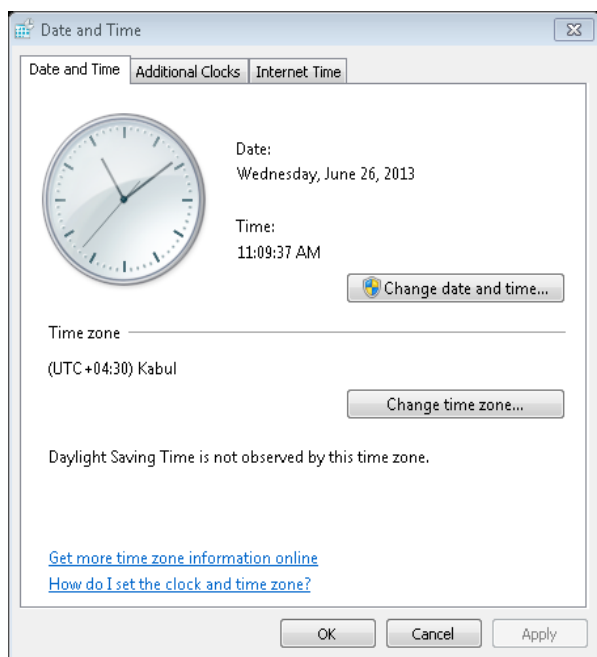 Date and Time
Date and Time
Additional Clocks
Internet Time
Date:
Wednesday, June 26, 2013
Time:
11:09:37 AM
Change date and time...
Time zone
(UTC+04:30) Kabul
Change time zone...
Daylight Saving Time is not observed by this time zone.
Get more time zone information online
How do I set the clock and time zone?
OK
Cancel
Apply